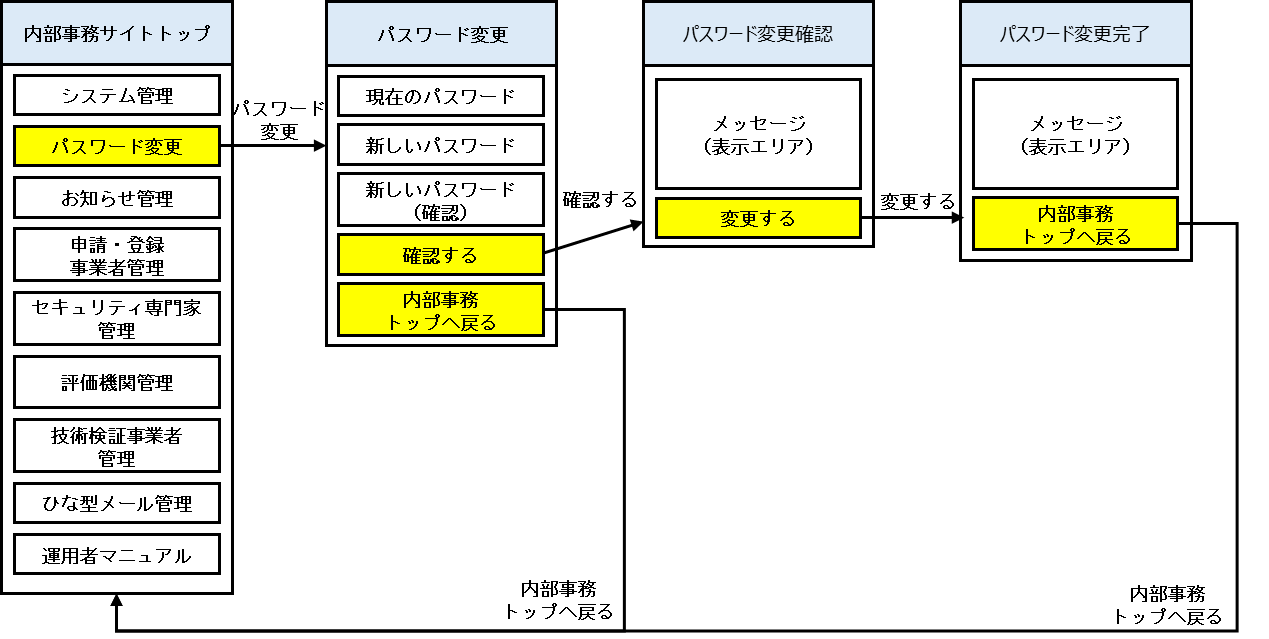 内部事務サイトトップ
システム管理
パスワード変更
お知らせ管理
申請・登録
事業者管理
セキュリティ専門家
管理
評価機関管理
技術検証事業者
管理
ひな型メール管理
運用者マニュアル
パスワード
変更
パスワード変更
現在のパスワード
新しいパスワード
新しいパスワード
（確認）
確認する
内部事務
トップへ戻る
確認する
パスワード変更確認
メッセージ
（表示エリア）
変更する
変更する
パスワード変更完了
メッセージ
（表示エリア）
内部事務
トップへ戻る
内部事務
トップへ戻る
内部事務
トップへ戻る